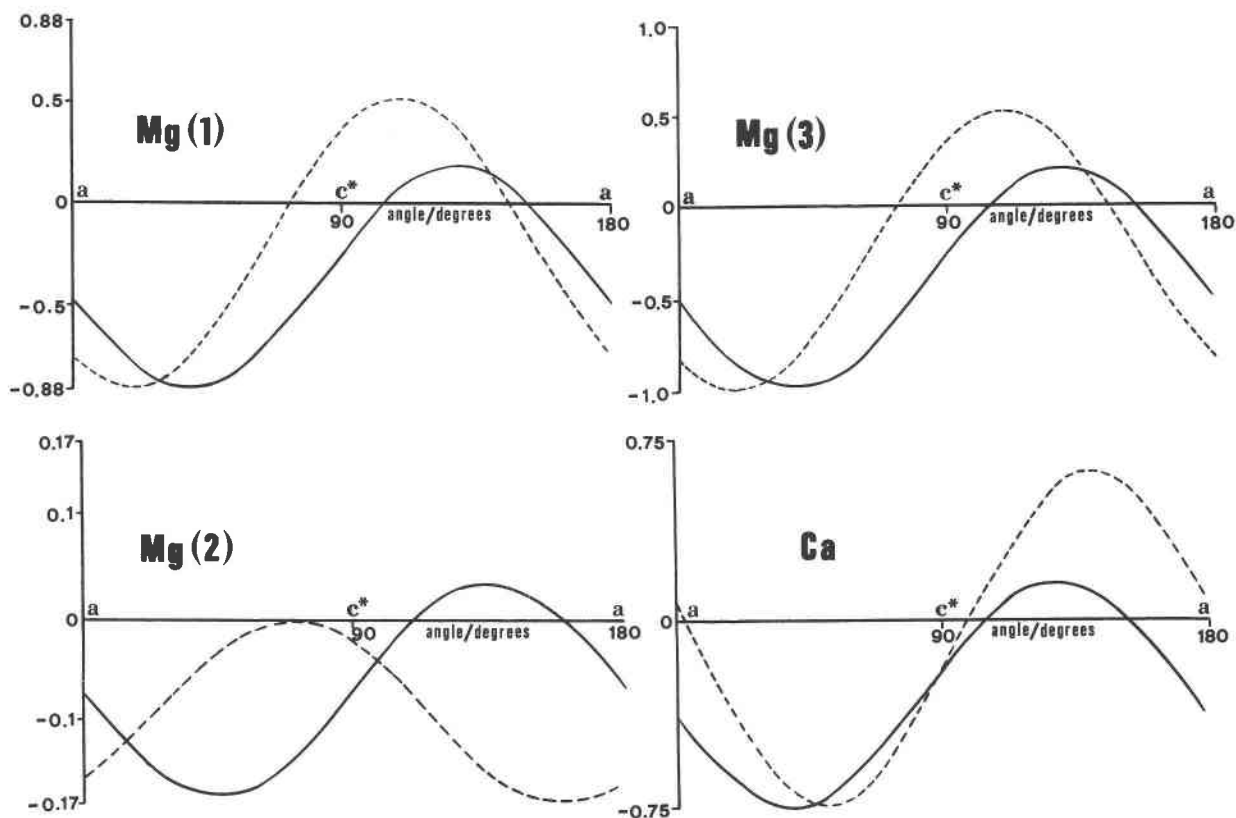 0.88
0.5
0
-0.5
-0.88
Mg(1)
a
c*
a
90
angle/degrees
180
1.0
0.5
0
-0.5
-1.0
Mg(3)
a
c*
a
90
angle/degrees
180
0.17
0.1
0
-0.1
-0.17
Mg(2)
a
c*
a
90
angle/degrees
180
0.75
0
-0.75
Ca
a
c*
a
90
angle/degrees
180